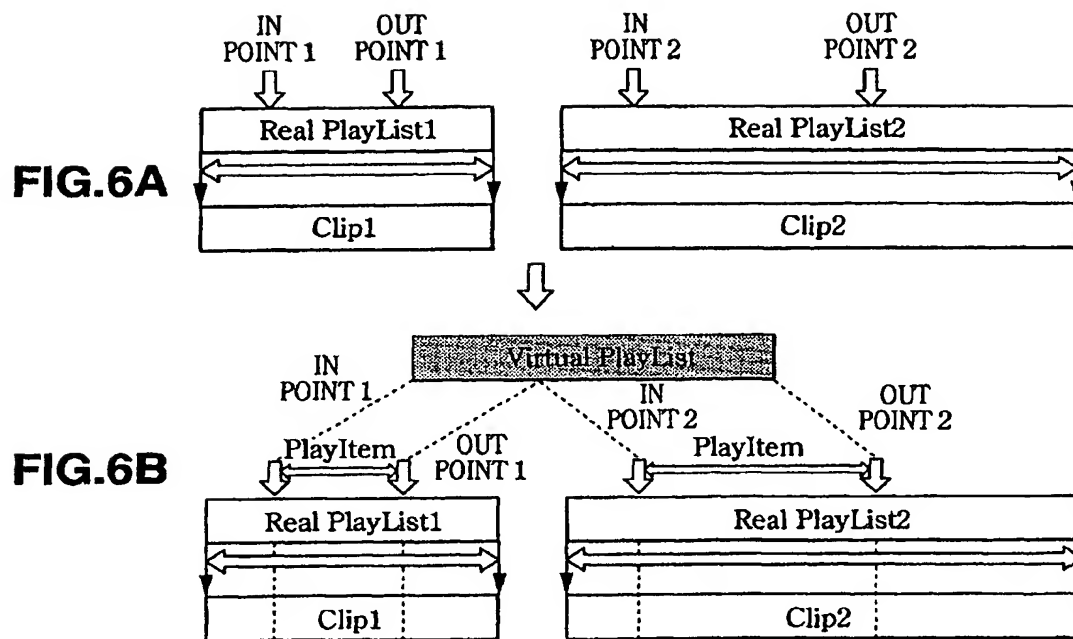 IN
POINT 1
OUT
POINT 1
IN
POINT 2
OUT
POINT 2
Real PlayList1
Real PlayList2
FIG.6A
Clip1
Clip2
Virtual PlayList
IN
POINT 1
IN
POINT 2
OUT
POINT 2
PlayItem
OUT
POINT 1
PlayItem
FIG.6B
Real PlayList1
Real PlayList2
Clip1
Clip2